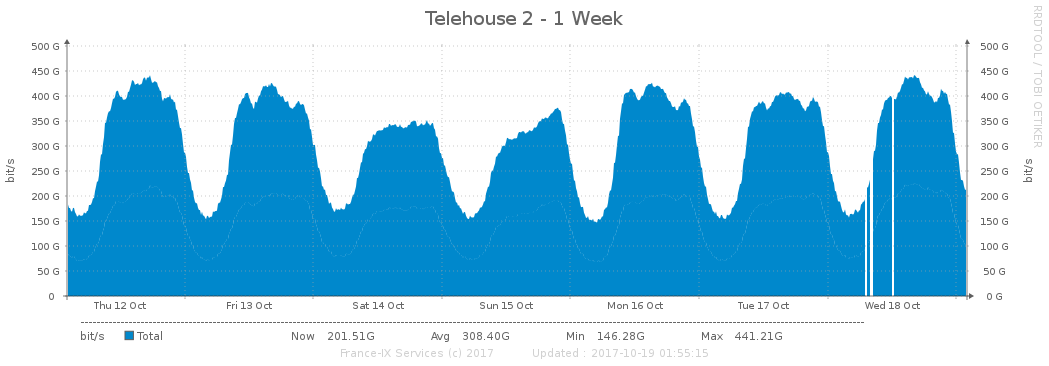 Telehouse 2 - 1 Week
RRDTOOL / TOBI OETIKER
500 G 500 G
450 G 450 G
400 G 400 G
350 G 350 G
300 G 300 G
250 G 250 G
200 G 200 G
150 G 150 G
100 G 100 G
50 G 50 G
0 0 G
bit/s bit/s
Thu 12 Oct Fri 13 Oct Sat 14 Oct Sun 15 Oct Mon 16 Oct Tue 17 Oct Wed 18 Oct
bit/s Total Now 201.51G Avg 308.40G Min 146.28G Max 441.21G
France-IX Services (c) 2017 Updated : 2017-10-19 01:55:15